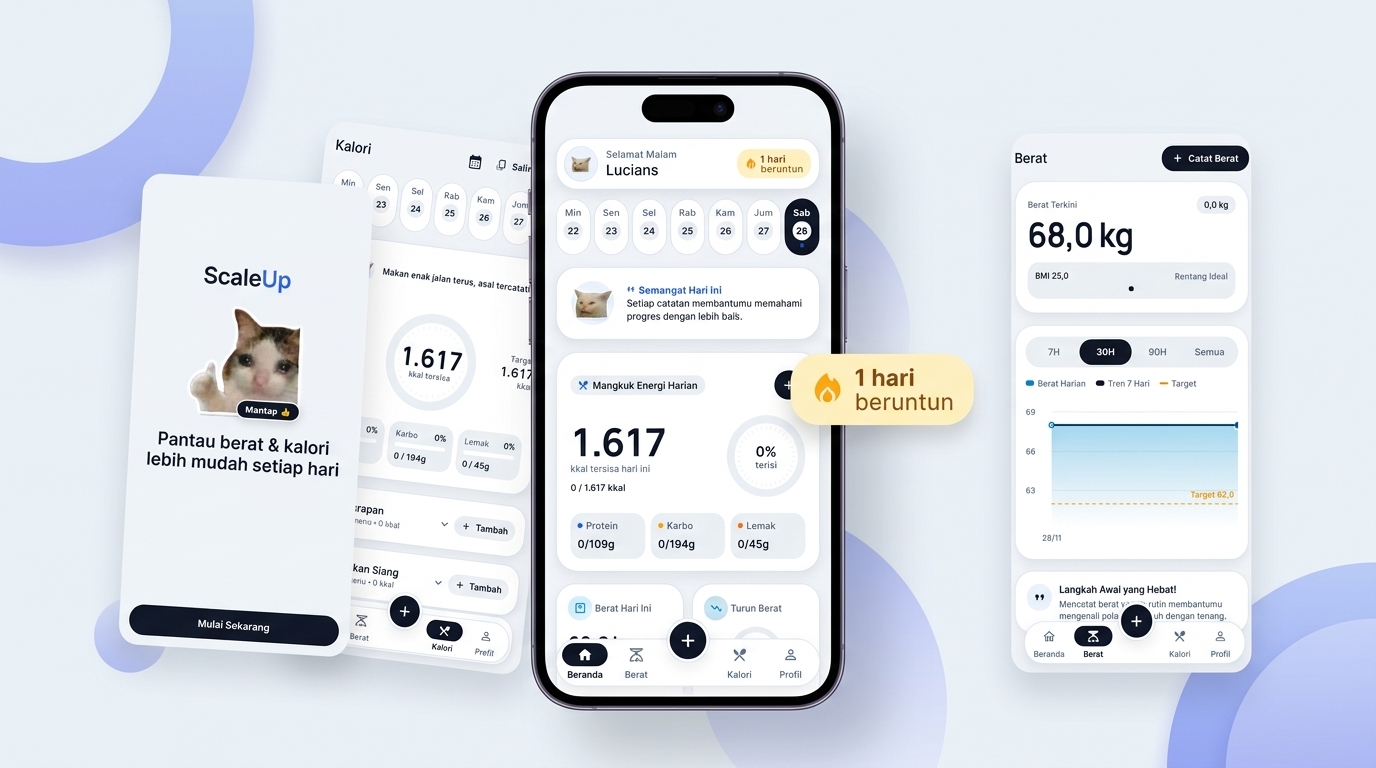 ScaleUp
Mantap 👍
Pantau berat & kalori
lebih mudah setiap hari
Mulai Sekarang
Kalori
Min
Sen
Sel
Rab
Kam
Jum
23
24
25
26
27
Makan enak jalan terus, asal tercatat
1.617
kkal tersisa
1.617
0%
Karbo 0%
0 / 194g
Lemak 0%
0 / 45g
+ Tambah
Siang
0 kkal
+ Tambah
+
Berat
Kalori
Prefit
Selamat Malam
Lucians
1 hari
beruntun
Min
Sen
Sel
Rab
Kam
Jum
Sab
22
23
24
25
26
27
26
Semangat Hari ini
Setiap catatan membantumu memahami
progres dengan lebih baik.
Mangkuk Energi Harian
+
1.617
kkal tersisa hari ini
0 / 1.617 kkal
0%
terisi
Protein
0/109g
Karbo
0/194g
Lemak
0/45g
Berat Hari Ini
Turun Berat
+
Beranda
Berat
Kalori
Profil
1 hari
beruntun
Berat
+ Catat Berat
Berat Terkini
0,0 kg
68,0 kg
BMI 25,0
Rentang Ideal
7H
30H
90H
Semua
Berat Harian
Tren 7 Hari
Target
69
66
63
Target 62,0
28/11
Langkah Awal yang Hebat!
Mencatat berat rutin membantumu
mengenali pola dengan tenang.
+
Beranda
Berat
Kalori
Profil